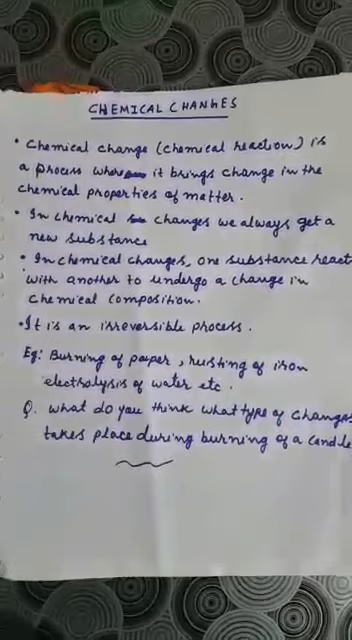 CHEMICAL CHANGES
• Chemical change (chemical reaction) is
a process where it brings change in the
chemical properties of matter.
• In chemical changes we always get a
new substance
• In chemical changes, one substance react
with another to undergo a change in
chemical composition.
• It is an irreversible process.
Eg: Burning of paper, rusting of iron
electrolysis of water etc.
Q. what do you think what type of changes
takes place during burning of a candle